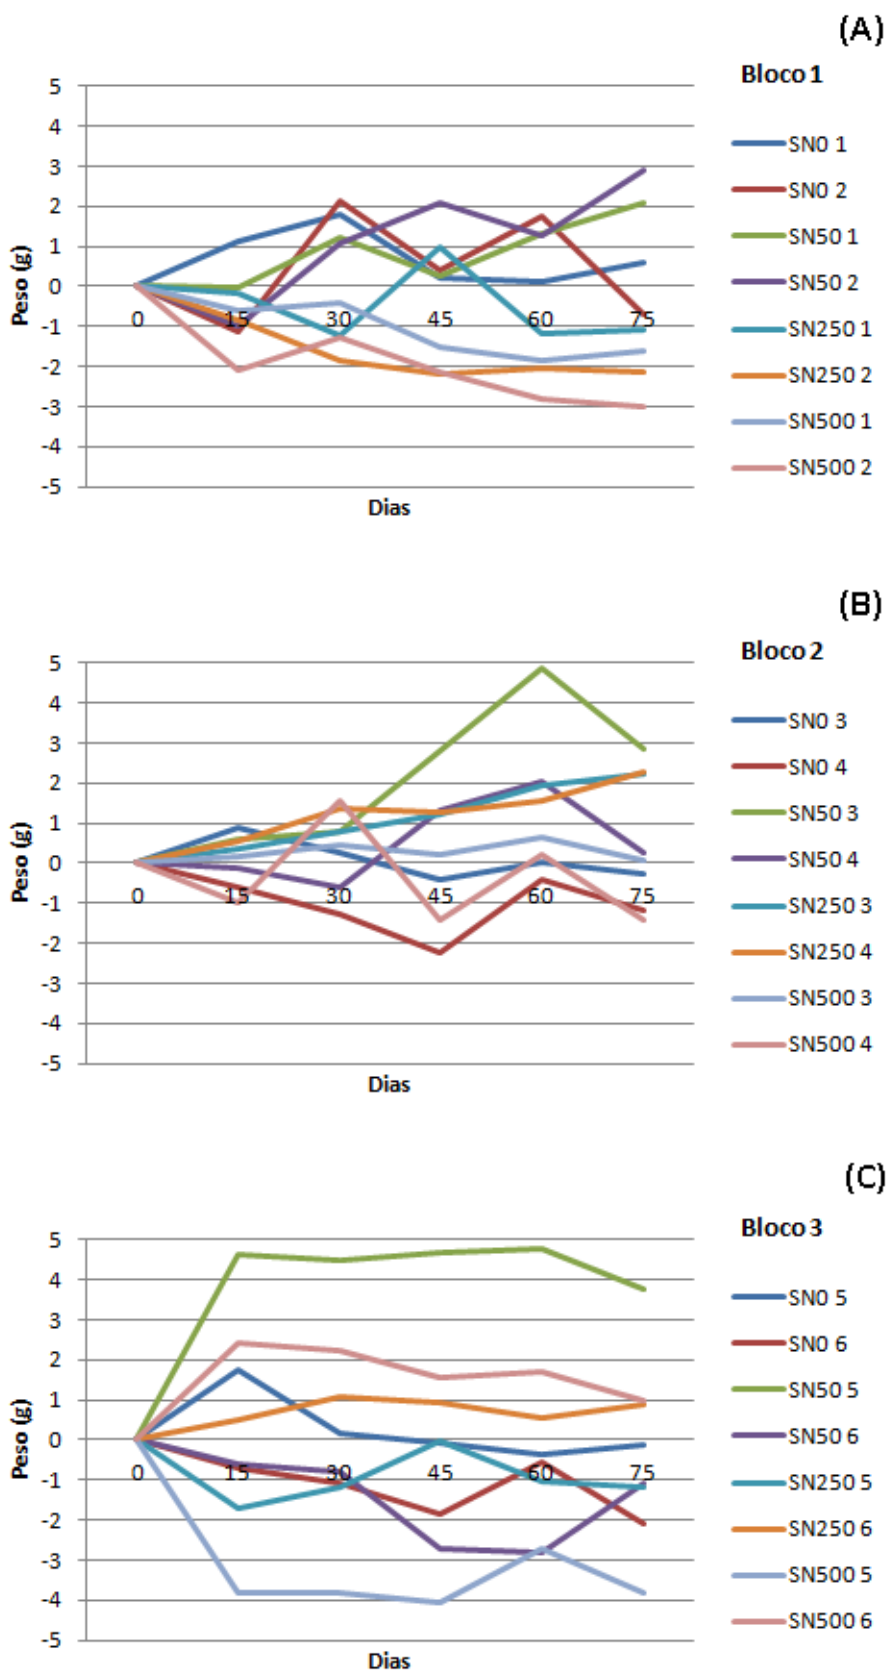 (A)
Bloco 1
5
4
3
2
1
0
-1
-2
-3
-4
-5
Peso (g)
0 15 30 45 60 75
Dias
SN0 1
SN0 2
SN50 1
SN50 2
SN250 1
SN250 2
SN500 1
SN500 2
(B)
Bloco 2
5
4
3
2
1
0
-1
-2
-3
-4
-5
Peso (g)
0 15 30 45 60 75
Dias
SN0 3
SN0 4
SN50 3
SN50 4
SN250 3
SN250 4
SN500 3
SN500 4
(C)
Bloco 3
5
4
3
2
1
0
-1
-2
-3
-4
-5
Peso (g)
0 15 30 45 60 75
Dias
SN0 5
SN0 6
SN50 5
SN50 6
SN250 5
SN250 6
SN500 5
SN500 6